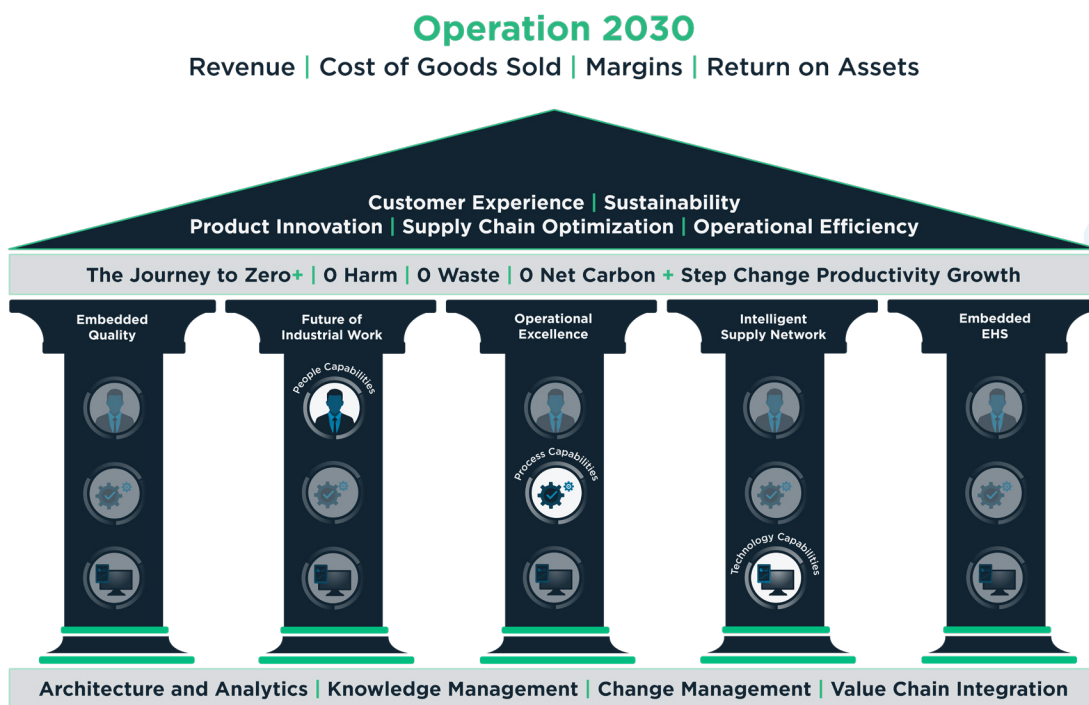 Operation 2030
Revenue | Cost of Goods Sold | Margins | Return on Assets
Customer Experience | Sustainability
Product Innovation | Supply Chain Optimization | Operational Efficiency
The Journey to Zero+ | 0 Harm | 0 Waste | 0 Net Carbon + Step Change Productivity Growth
Embedded
Quality
Future of
Industrial Work
Operational
Excellence
Intelligent
Supply Network
Embedded
EHS
People Capabilities
Process Capabilities
Technology Capabilities
Architecture and Analytics | Knowledge Management | Change Management | Value Chain Integration